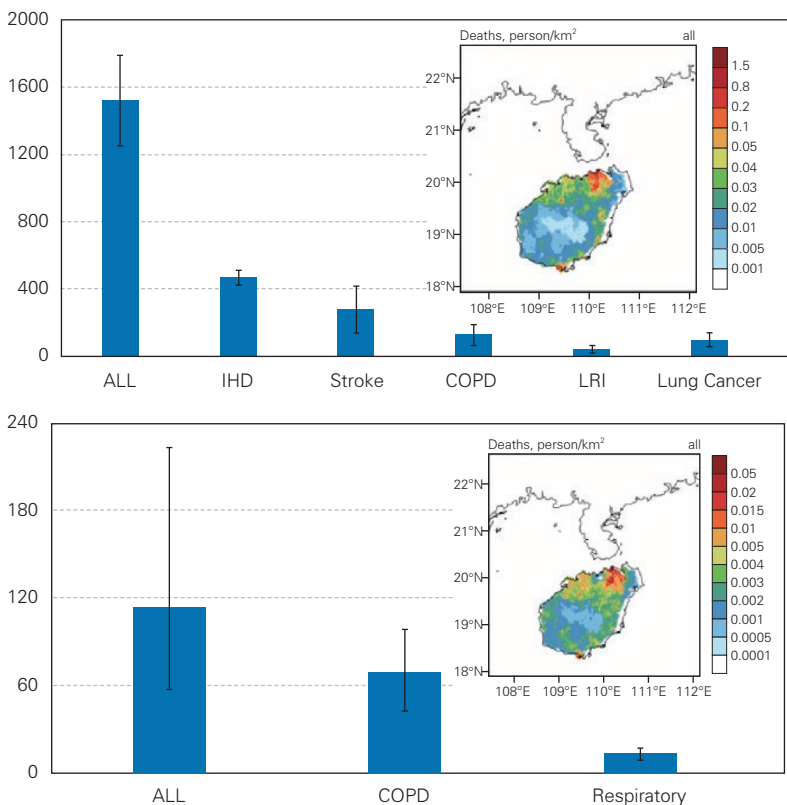 2000
1600
1200
800
400
0
ALL IHD Stroke COPD LRI Lung Cancer
Deaths, person/km² all
22°N
21°N
20°N
19°N
18°N
108°E 109°E 110°E 111°E 112°E
1.5
0.8
0.2
0.1
0.05
0.04
0.03
0.02
0.01
0.005
0.001
240
180
120
60
0
ALL COPD Respiratory
Deaths, person/km² all
22°N
21°N
20°N
19°N
18°N
108°E 109°E 110°E 111°E 112°E
0.05
0.02
0.015
0.01
0.005
0.004
0.003
0.002
0.001
0.0005
0.0001